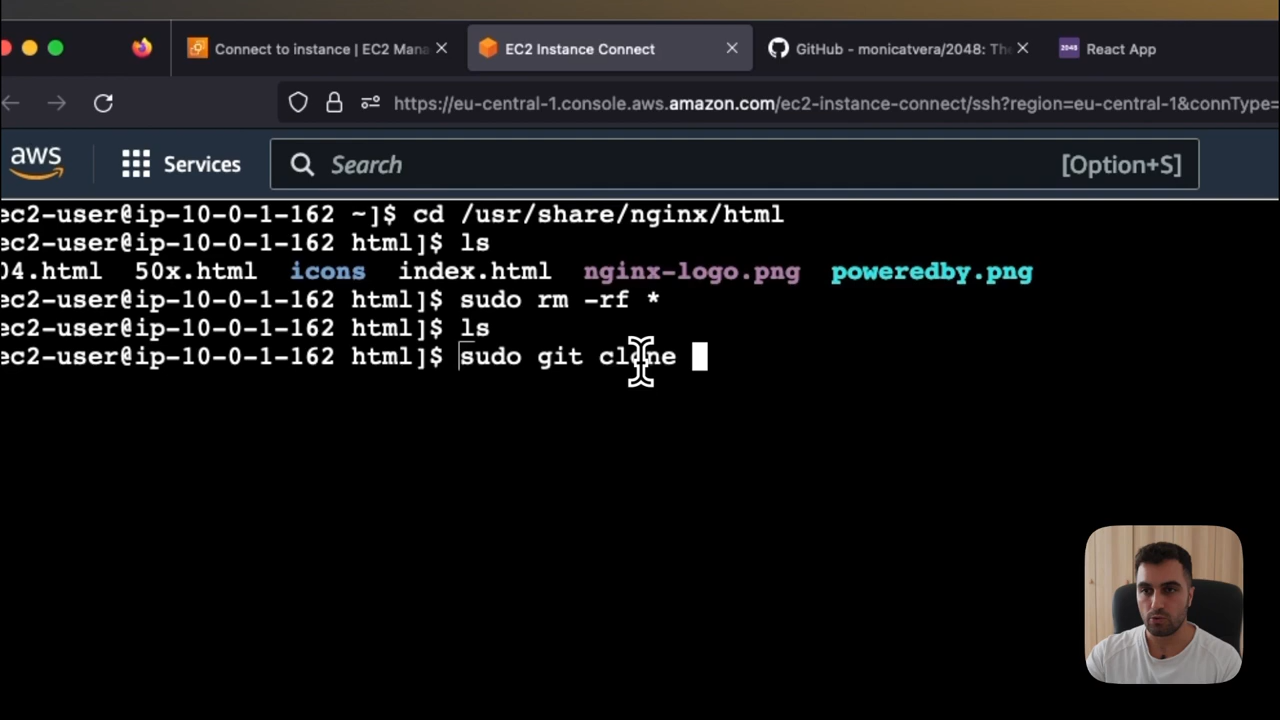 Connect to instance | EC2 Mana
EC2 Instance Connect
GitHub - monicatvera/2048: The
2048
React App
https://eu-central-1.console.aws.amazon.com/ec2-instance-connect/ssh?region=eu-central-1&connType=
aws
Services
Search
[Option+S]
ec2-user@ip-10-0-1-162 ~]$ cd /usr/share/nginx/html
ec2-user@ip-10-0-1-162 html]$ ls
04.html 50x.html icons index.html nginx-logo.png poweredby.png
ec2-user@ip-10-0-1-162 html]$ sudo rm -rf *
ec2-user@ip-10-0-1-162 html]$ ls
ec2-user@ip-10-0-1-162 html]$ sudo git clone